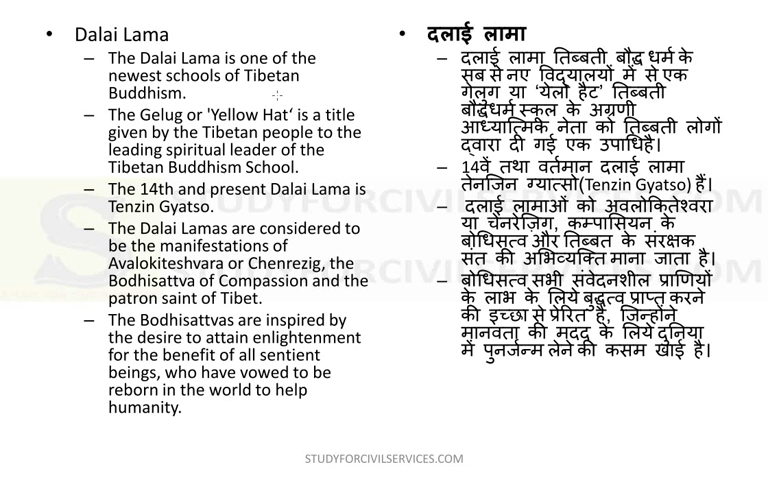 • Dalai Lama
– The Dalai Lama is one of the
newest schools of Tibetan
Buddhism.
– The Gelug or 'Yellow Hat‘ is a title
given by the Tibetan people to the
leading spiritual leader of the
Tibetan Buddhism School.
– The 14th and present Dalai Lama is
Tenzin Gyatso.
– The Dalai Lamas are considered to
be the manifestations of
Avalokiteshvara or Chenrezig, the
Bodhisattva of Compassion and the
patron saint of Tibet.
– The Bodhisattvas are inspired by
the desire to attain enlightenment
for the benefit of all sentient
beings, who have vowed to be
reborn in the world to help
humanity.
• दलाई लामा
– दलाई लामा तिब्बती बौद्ध धर्म के
सब से नए विद्यालयों में से एक
गेलुग या ‘येलो हैट’ तिब्बती
बौद्धधर्म स्कूल के अग्रणी
आध्यात्मिक नेता को तिब्बती लोगों
द्वारा दी गई एक उपाधिहै।
– 14वें तथा वर्तमान दलाई लामा
तेनजिन ग्यात्सो(Tenzin Gyatso) हैं।
– दलाई लामाओं को अवलोकितेश्वरा
या चेनरेज़िग, कम्पासियन के
बोधिसत्व और तिब्बत के संरक्षक
संत की अभिव्यक्ति माना जाता है।
– बोधिसत्व सभी संवेदनशील प्राणियों
के लाभ के लिये बुद्धत्व प्राप्त करने
की इच्छा से प्रेरित हैं, जिन्होंने
मानवता की मदद के लिये दुनिया
में पुनर्जन्म लेने की कसम खाई है।
STUDYFORCIVILSERVICES.COM
STUDYFORCIVILSERVICES.COM
STUDYFORCIVILSERVICES.COM